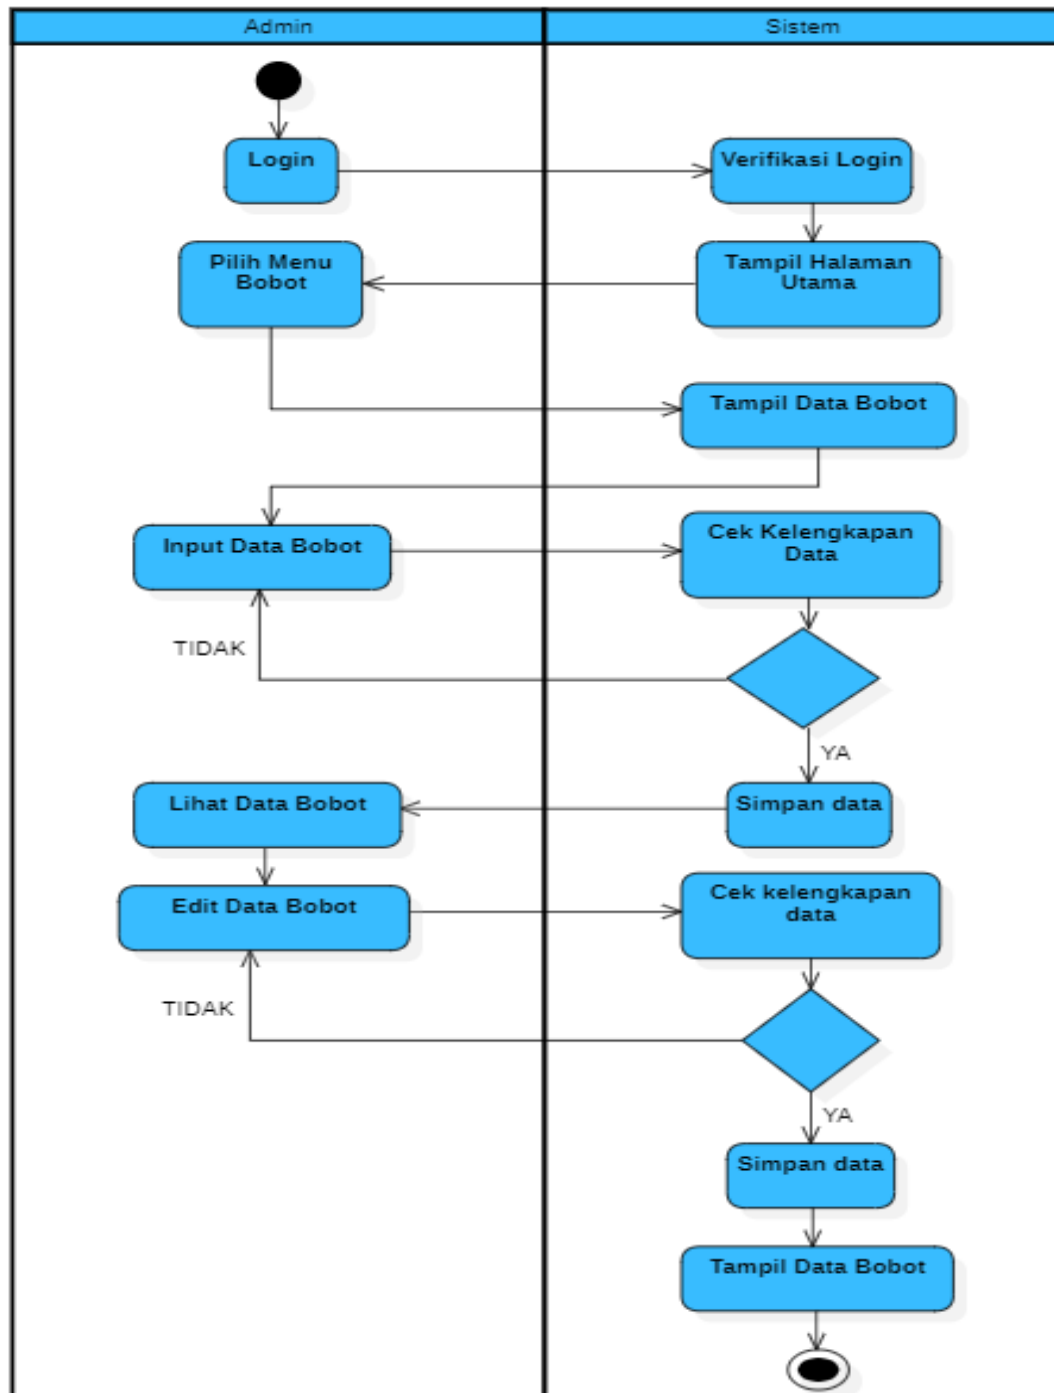 Admin
Sistem
Login
Verifikasi Login
Pilih Menu
Bobot
Tampil Halaman
Utama
Tampil Data Bobot
Input Data Bobot
Cek Kelengkapan
Data
TIDAK
YA
Lihat Data Bobot
Simpan data
Edit Data Bobot
Cek kelengkapan
data
TIDAK
YA
Simpan data
Tampil Data Bobot